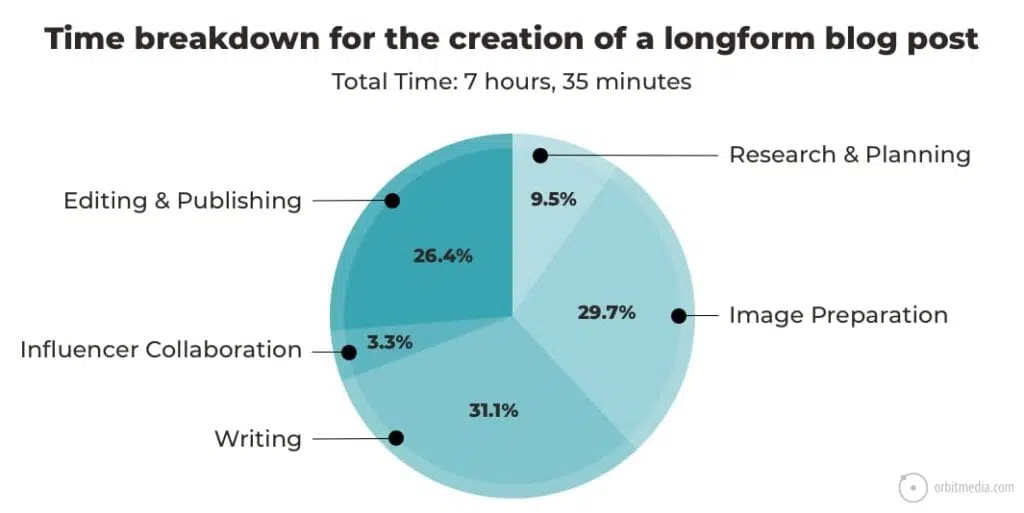 Time breakdown for the creation of a longform blog post
Total Time: 7 hours, 35 minutes
Research & Planning
9.5%
Editing & Publishing
26.4%
29.7%
Image Preparation
Influencer Collaboration
3.3%
31.1%
Writing
orbitmedia.com